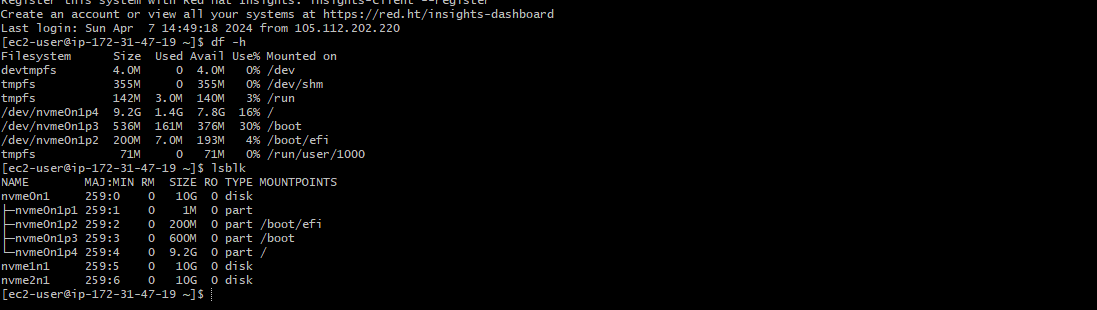 Register this system with Red Hat Insights: insights-client --register
Create an account or view all your systems at https://red.ht/insights-dashboard
Last login: Sun Apr  7 14:49:18 2024 from 105.112.202.220
[ec2-user@ip-172-31-47-19 ~]$ df -h
Filesystem      Size  Used Avail Use% Mounted on
devtmpfs        4.0M     0  4.0M   0% /dev
tmpfs           355M     0  355M   0% /dev/shm
tmpfs           142M  3.0M  140M   3% /run
/dev/nvme0n1p4  9.2G  1.4G  7.8G  16% /
/dev/nvme0n1p3  536M  161M  376M  30% /boot
/dev/nvme0n1p2  200M  7.0M  193M   4% /boot/efi
tmpfs            71M     0   71M   0% /run/user/1000
[ec2-user@ip-172-31-47-19 ~]$ lsblk
NAME        MAJ:MIN RM  SIZE RO TYPE MOUNTPOINTS
nvme0n1     259:0    0   10G  0 disk
├─nvme0n1p1 259:1    0    1M  0 part
├─nvme0n1p2 259:2    0  200M  0 part /boot/efi
├─nvme0n1p3 259:3    0  600M  0 part /boot
└─nvme0n1p4 259:4    0  9.2G  0 part /
nvme1n1     259:5    0   10G  0 disk
nvme2n1     259:6    0   10G  0 disk
[ec2-user@ip-172-31-47-19 ~]$